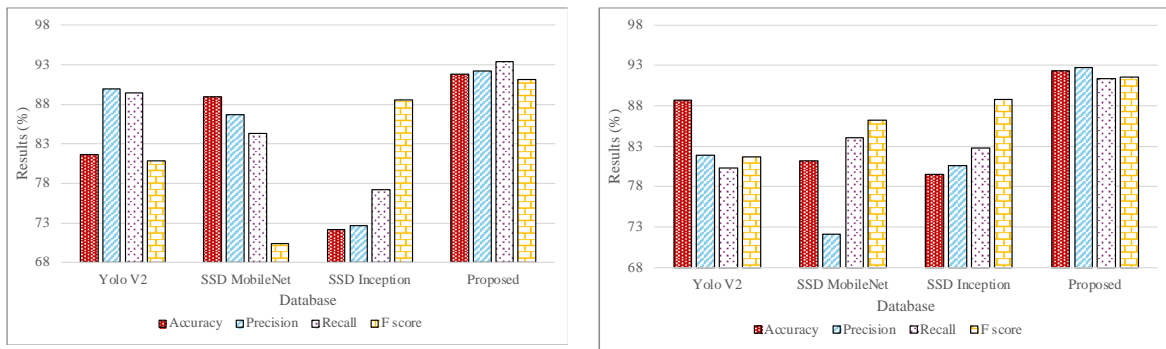 98
93
88
83
78
73
68
Results (%)
Yolo V2 SSD MobileNet SSD Inception Proposed
Database
Accuracy Precision Recall F score
98
93
88
83
78
73
68
Results (%)
Yolo V2 SSD MobileNet SSD Inception Proposed
Database
Accuracy Precision Recall F score